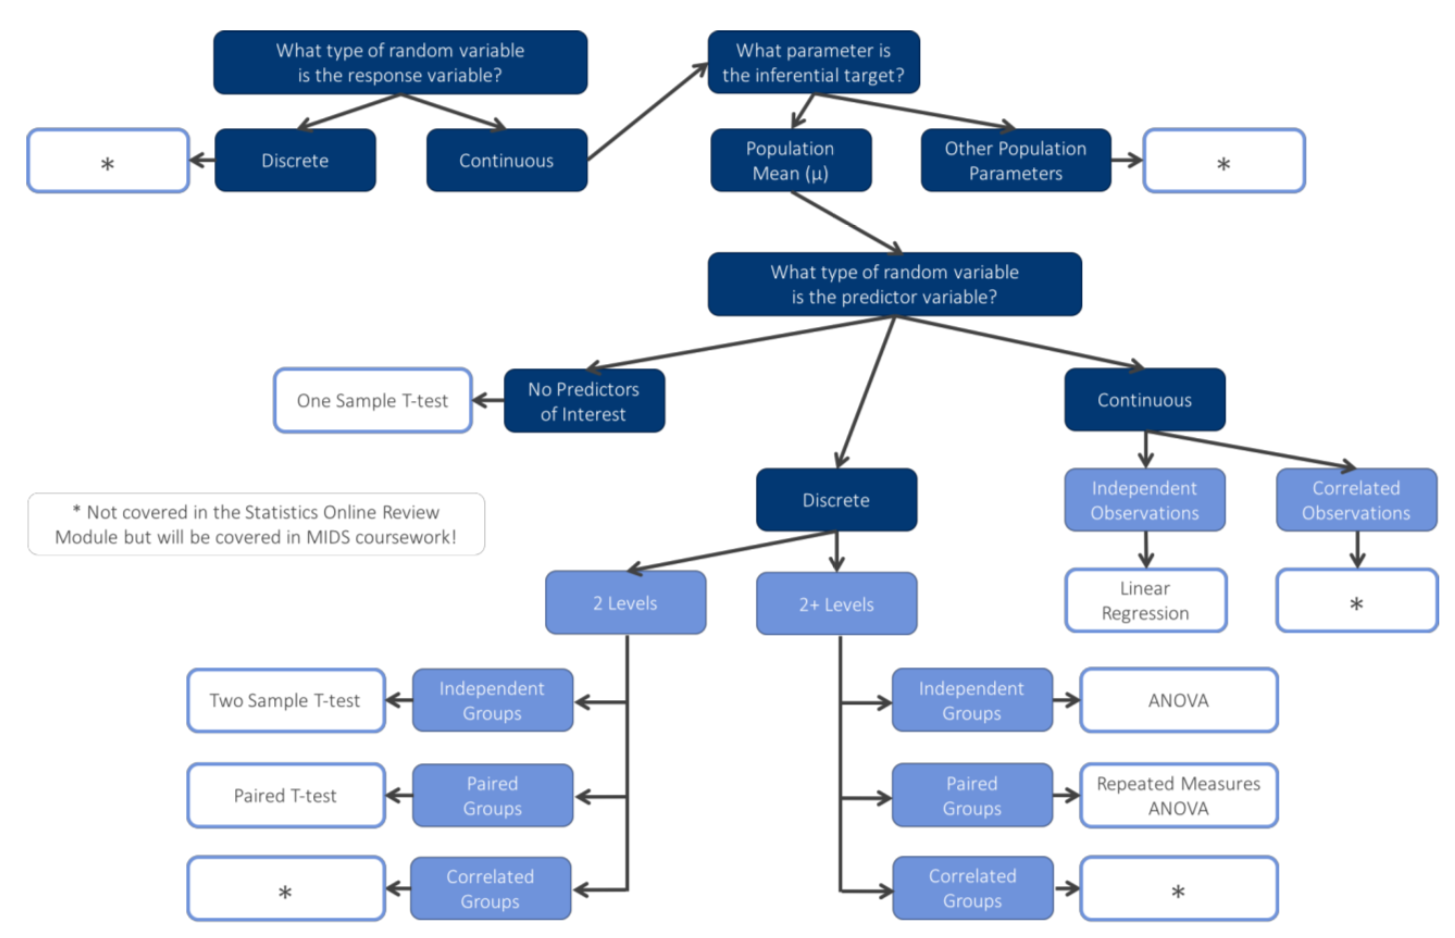 What type of random variable
is the response variable?
What parameter is
the inferential target?
*
Discrete
Continuous
Population
Mean (μ)
Other Population
Parameters
*
What type of random variable
is the predictor variable?
One Sample T-test
No Predictors
of Interest
Continuous
* Not covered in the Statistics Online Review
Module but will be covered in MIDS coursework!
Discrete
Independent
Observations
Correlated
Observations
2 Levels
2+ Levels
Linear
Regression
*
Two Sample T-test
Independent
Groups
Independent
Groups
ANOVA
Paired T-test
Paired
Groups
Paired
Groups
Repeated Measures
ANOVA
*
Correlated
Groups
Correlated
Groups
*